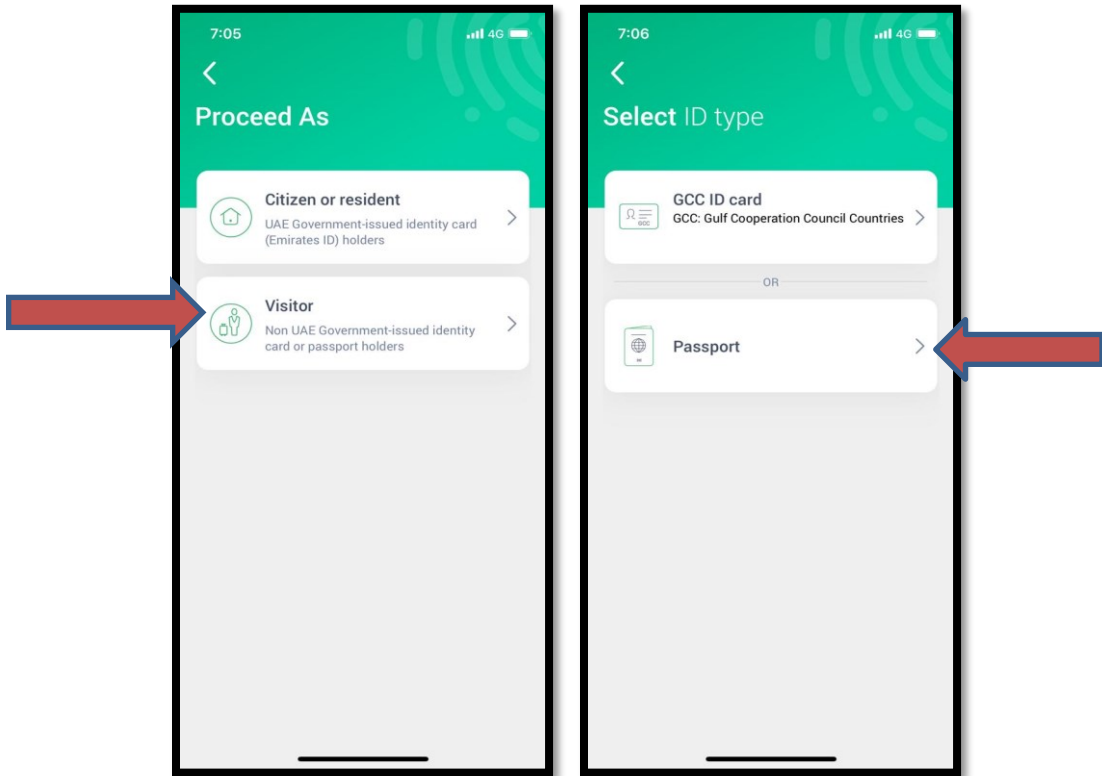 7:05
4G
Proceed As
Citizen or resident
UAE Government-issued identity card
(Emirates ID) holders
Visitor
Non UAE Government-issued identity
card or passport holders
7:06
4G
Select ID type
GCC
GCC ID card
GCC: Gulf Cooperation Council Countries
OR
Passport